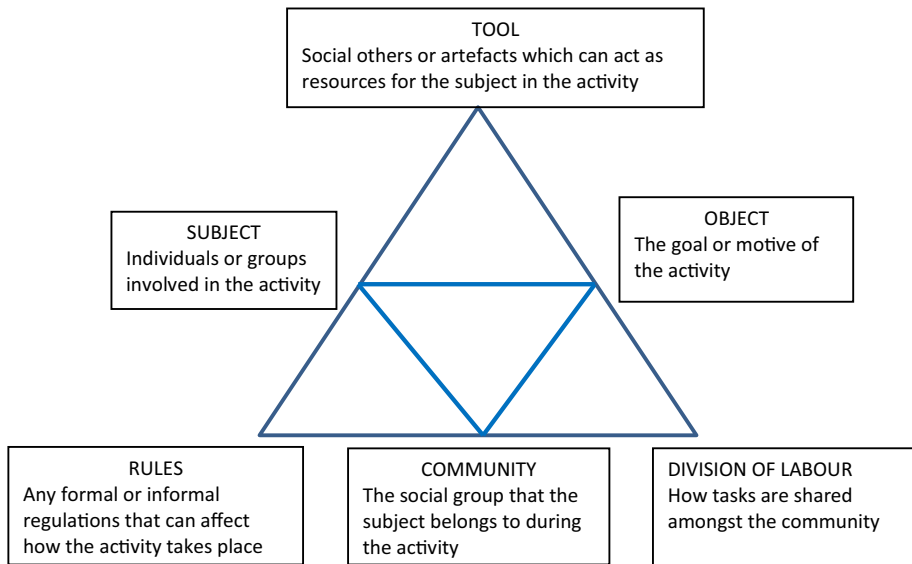 TOOL
Social others or artefacts which can act as
resources for the subject in the activity
SUBJECT
Individuals or groups
involved in the activity
OBJECT
The goal or motive of
the activity
RULES
Any formal or informal
regulations that can affect
how the activity takes place
COMMUNITY
The social group that the
subject belongs to during
the activity
DIVISION OF LABOUR
How tasks are shared
amongst the community